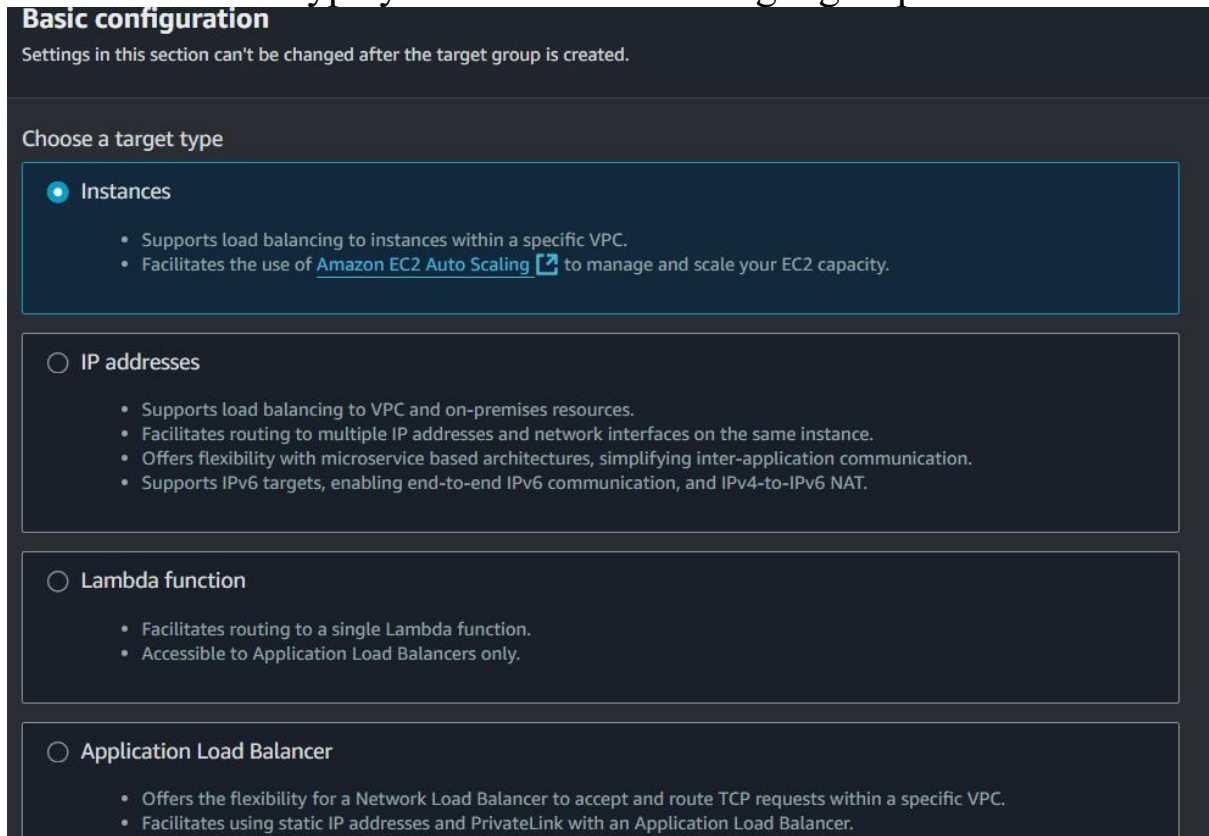 Basic configuration
Settings in this section can't be changed after the target group is created.
Choose a target type
Instances
• Supports load balancing to instances within a specific VPC.
• Facilitates the use of Amazon EC2 Auto Scaling to manage and scale your EC2 capacity.
IP addresses
• Supports load balancing to VPC and on-premises resources.
• Facilitates routing to multiple IP addresses and network interfaces on the same instance.
• Offers flexibility with microservice based architectures, simplifying inter-application communication.
• Supports IPv6 targets, enabling end-to-end IPv6 communication, and IPv4-to-IPv6 NAT.
Lambda function
• Facilitates routing to a single Lambda function.
• Accessible to Application Load Balancers only.
Application Load Balancer
• Offers the flexibility for a Network Load Balancer to accept and route TCP requests within a specific VPC.
• Facilitates using static IP addresses and PrivateLink with an Application Load Balancer.